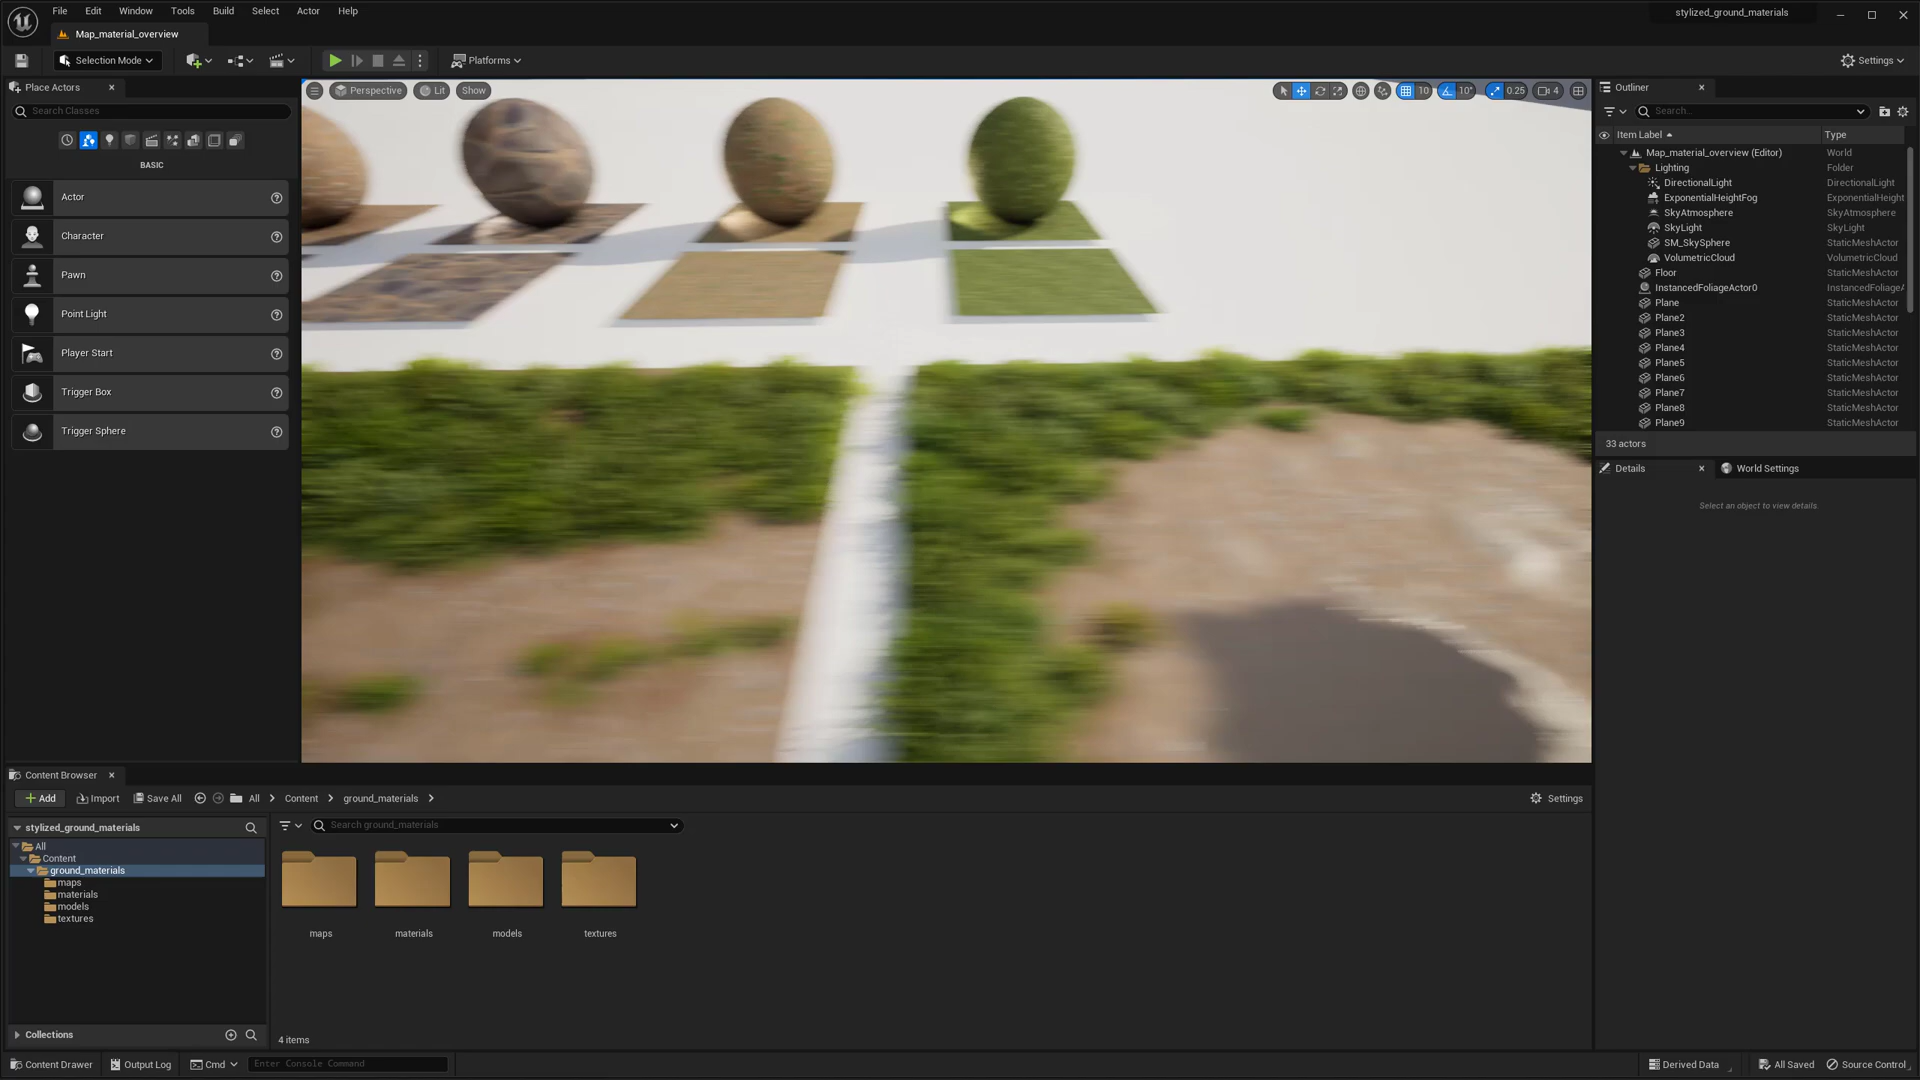 File Edit Window Tools Build Select Actor Help
stylized_ground_materials
Map_material_overview
Selection Mode
Platforms
Settings
Place Actors
Search Classes
BASIC
Actor
Character
Pawn
Point Light
Player Start
Trigger Box
Trigger Sphere
Perspective Lit Show
10 10° 0.25 4
Outliner
Search...
Item Label Type
Map_material_overview (Editor) World
Lighting Folder
DirectionalLight DirectionalLight
ExponentialHeightFog ExponentialHeight
SkyAtmosphere SkyAtmosphere
SkyLight SkyLight
SM_SkySphere StaticMeshActor
VolumetricCloud VolumetricCloud
Floor StaticMeshActor
InstancedFoliageActor0 InstancedFoliageA
Plane StaticMeshActor
Plane2 StaticMeshActor
Plane3 StaticMeshActor
Plane4 StaticMeshActor
Plane5 StaticMeshActor
Plane6 StaticMeshActor
Plane7 StaticMeshActor
Plane8 StaticMeshActor
Plane9 StaticMeshActor
33 actors
Details World Settings
Select an object to view details.
Content Browser
Add Import Save All All Content ground_materials
Settings
stylized_ground_materials
All
Content
ground_materials
maps
materials
models
textures
Collections
Search ground_materials
maps materials models textures
4 items
Content Drawer Output Log Cmd Enter Console Command
Derived Data All Saved Source Control